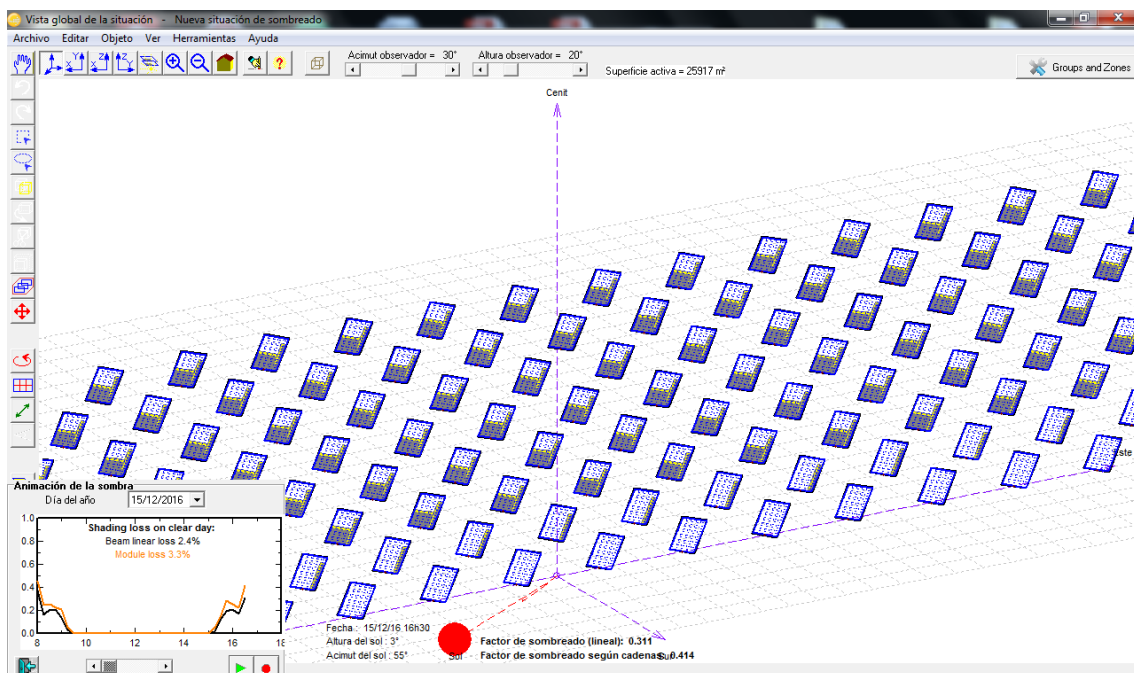 Vista global de la situación - Nueva situación de sombreado
Archivo Editar Objeto Ver Herramientas Ayuda
Acimut observador = 30° Altura observador = 20°
Superficie activa = 25917 m²
Groups and Zones
Cenit
Este
Animación de la sombra
Día del año 15/12/2016
1.0
Shading loss on clear day:
Beam linear loss 2.4%
0.8
Module loss 3.3%
0.6
0.4
0.2
0.0
8 10 12 14 16 18
Fecha : 15/12/16 16h30
Altura del sol : 3° Factor de sombreado (lineal): 0.311
Acimut del sol : 55° Sol Factor de sombreado según cadenas: 0.414
Sur